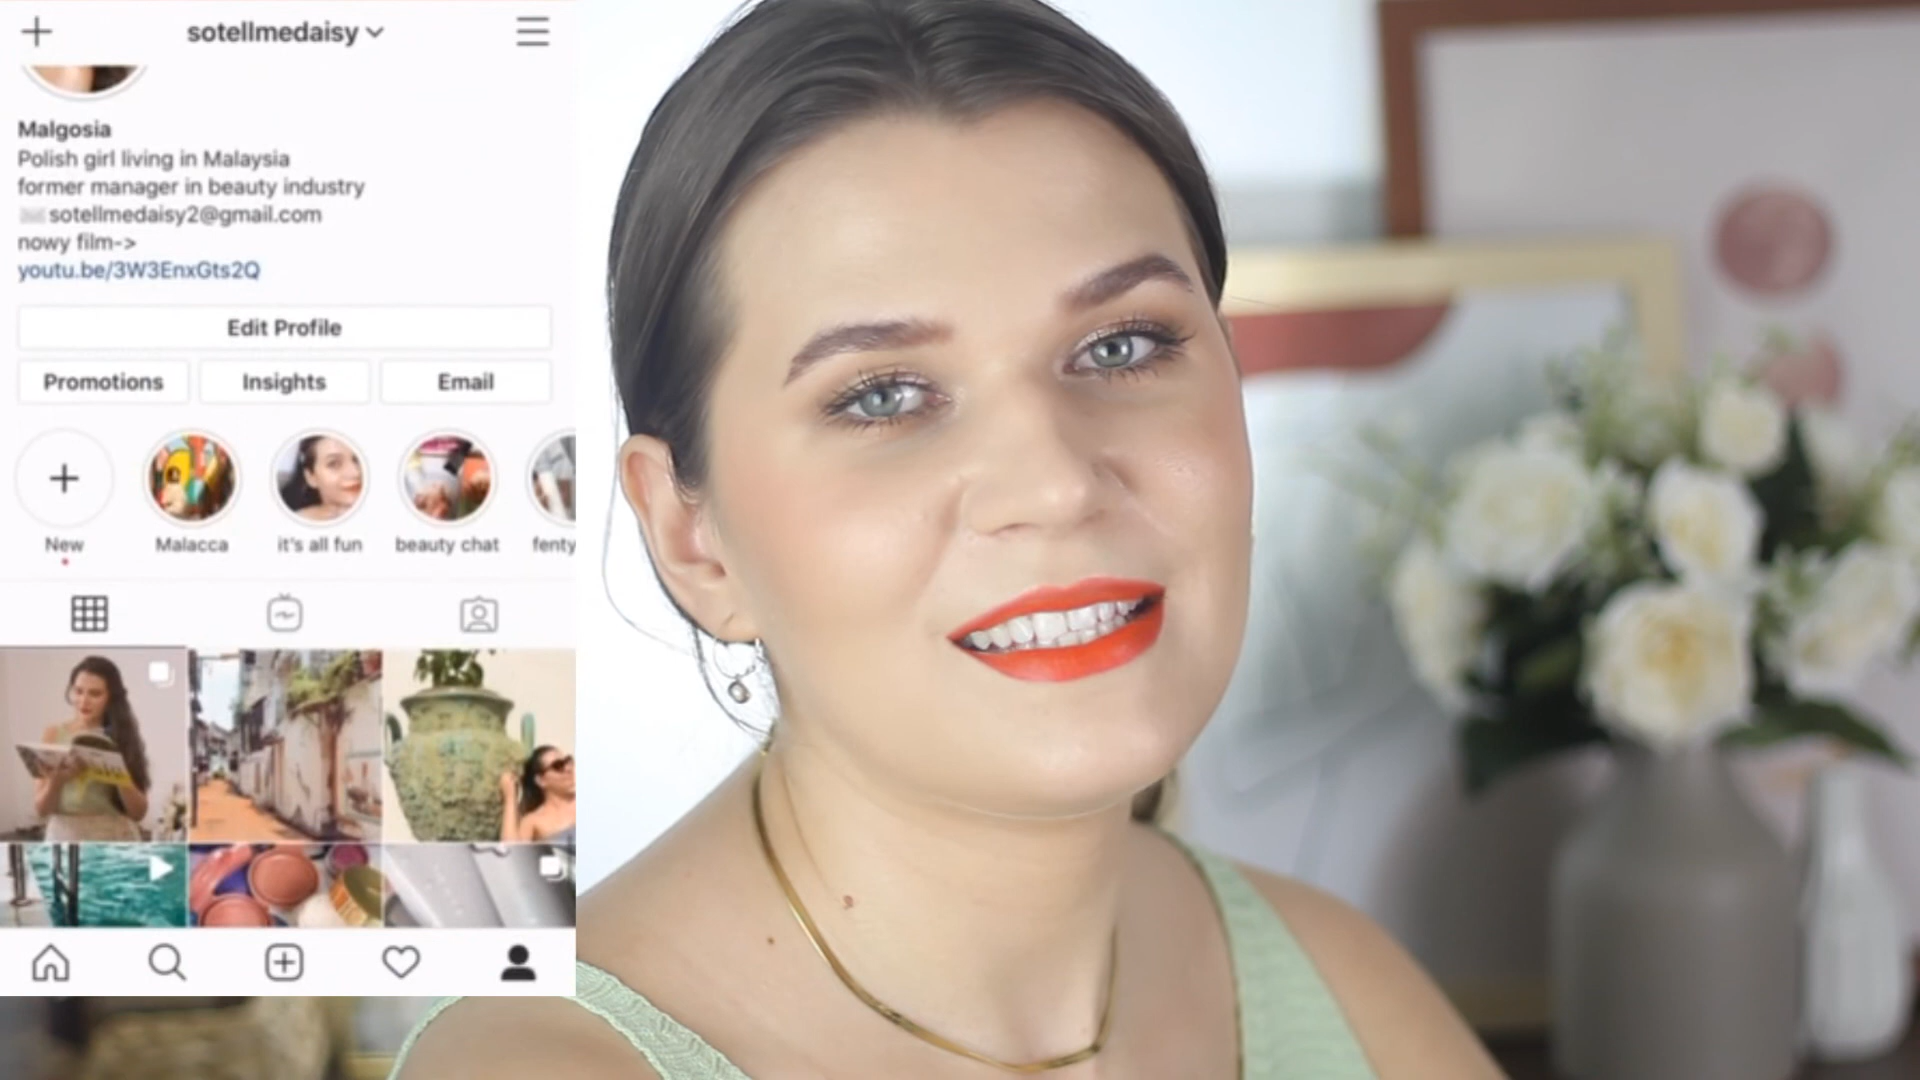 sotellmedaisy
Malgosia
Polish girl living in Malaysia
former manager in beauty industry
sotellmedaisy2@gmail.com
nowy film->
youtu.be/3W3EnxGts2Q
Edit Profile
Promotions Insights Email
New Malacca it's all fun beauty chat fenty